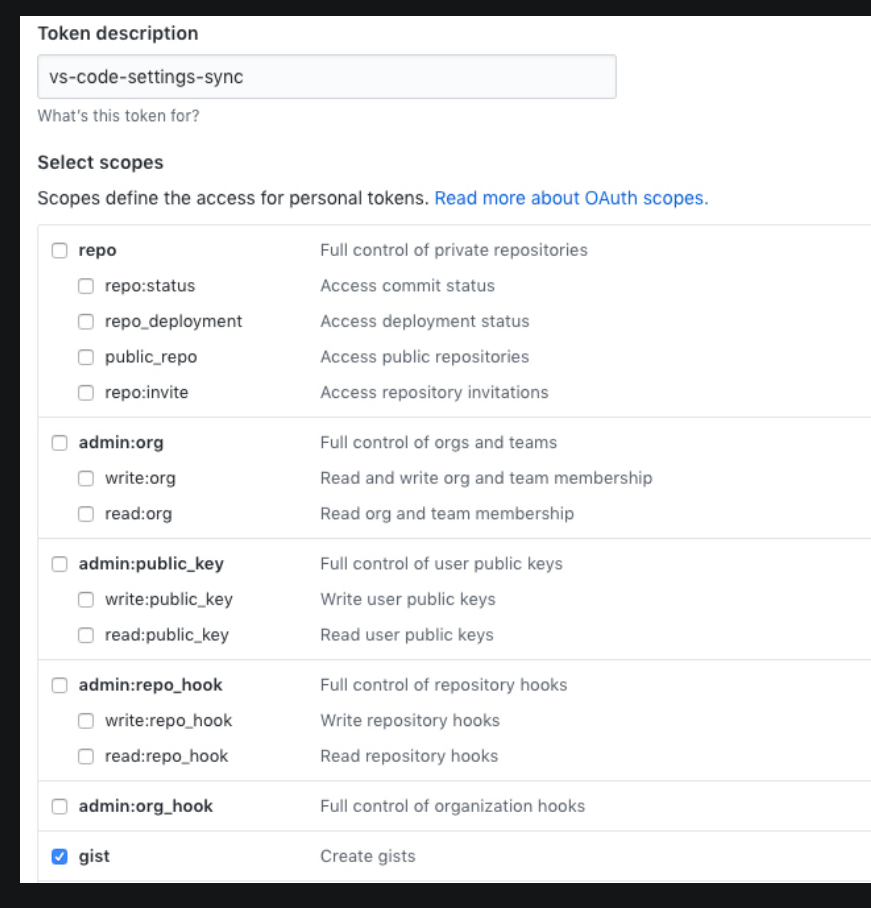 Token description
vs-code-settings-sync
What's this token for?
Select scopes
Scopes define the access for personal tokens. Read more about OAuth scopes.
repo Full control of private repositories
repo:status Access commit status
repo_deployment Access deployment status
public_repo Access public repositories
repo:invite Access repository invitations
admin:org Full control of orgs and teams
write:org Read and write org and team membership
read:org Read org and team membership
admin:public_key Full control of user public keys
write:public_key Write user public keys
read:public_key Read user public keys
admin:repo_hook Full control of repository hooks
write:repo_hook Write repository hooks
read:repo_hook Read repository hooks
admin:org_hook Full control of organization hooks
gist Create gists